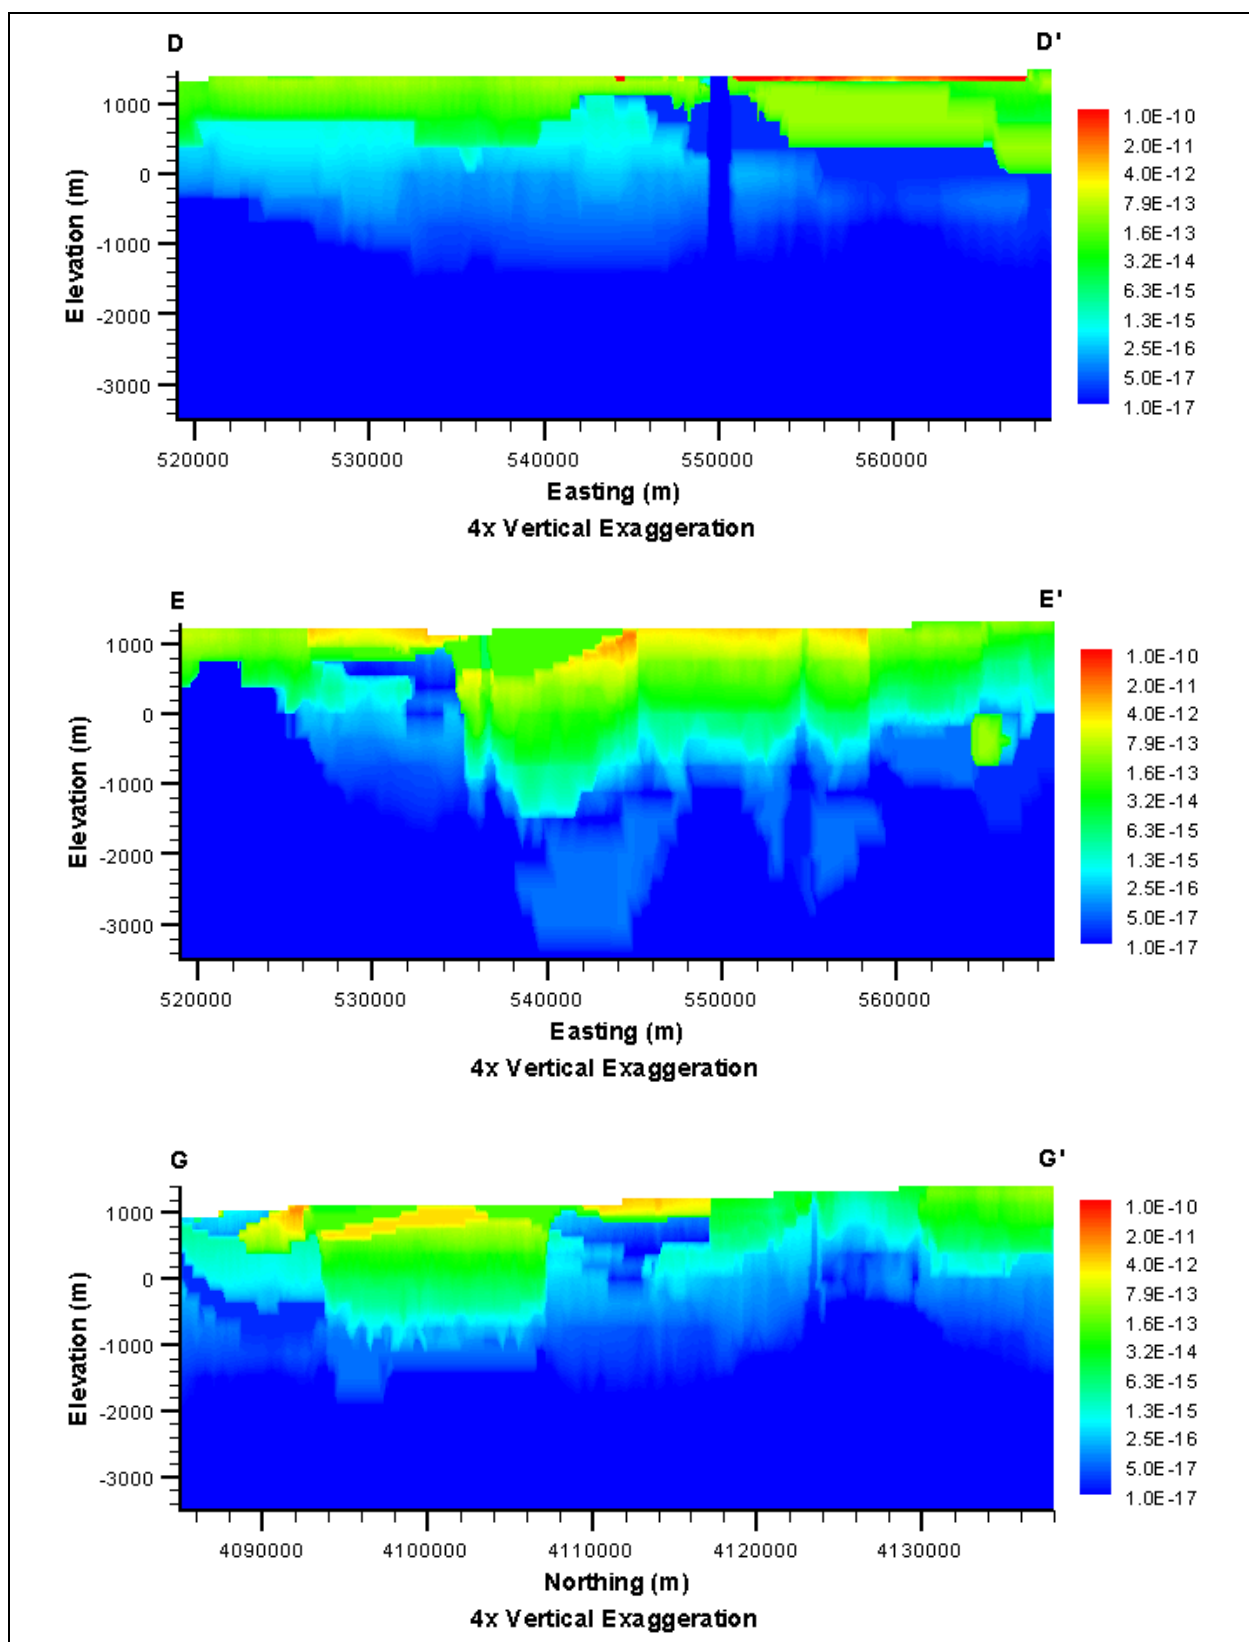 D D'
1000
0
-1000
-2000
-3000
Elevation (m)
520000 530000 540000 550000 560000
Easting (m)
4x Vertical Exaggeration
1.0E-10
2.0E-11
4.0E-12
7.9E-13
1.6E-13
3.2E-14
6.3E-15
1.3E-15
2.5E-16
5.0E-17
1.0E-17
E E'
1000
0
-1000
-2000
-3000
Elevation (m)
520000 530000 540000 550000 560000
Easting (m)
4x Vertical Exaggeration
1.0E-10
2.0E-11
4.0E-12
7.9E-13
1.6E-13
3.2E-14
6.3E-15
1.3E-15
2.5E-16
5.0E-17
1.0E-17
G G'
1000
0
-1000
-2000
-3000
Elevation (m)
4090000 4100000 4110000 4120000 4130000
Northing (m)
4x Vertical Exaggeration
1.0E-10
2.0E-11
4.0E-12
7.9E-13
1.6E-13
3.2E-14
6.3E-15
1.3E-15
2.5E-16
5.0E-17
1.0E-17